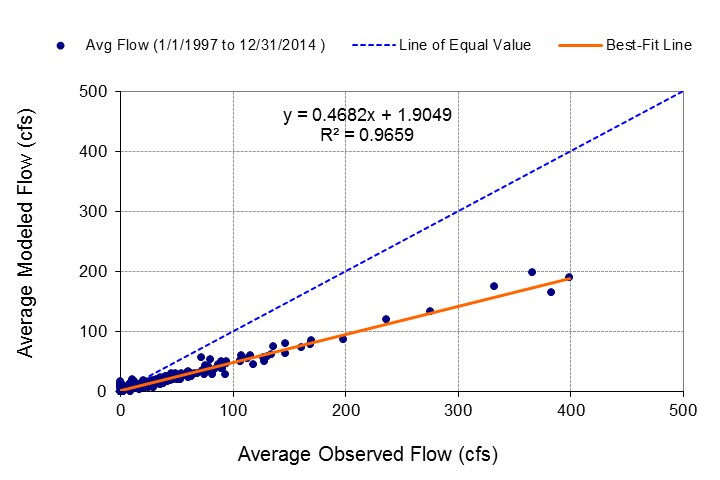 Avg Flow (1/1/1997 to 12/31/2014 )
Line of Equal Value
Best-Fit Line
y = 0.4682x + 1.9049
R² = 0.9659
Average Modeled Flow (cfs)
500
400
300
200
100
0
0 100 200 300 400 500
Average Observed Flow (cfs)